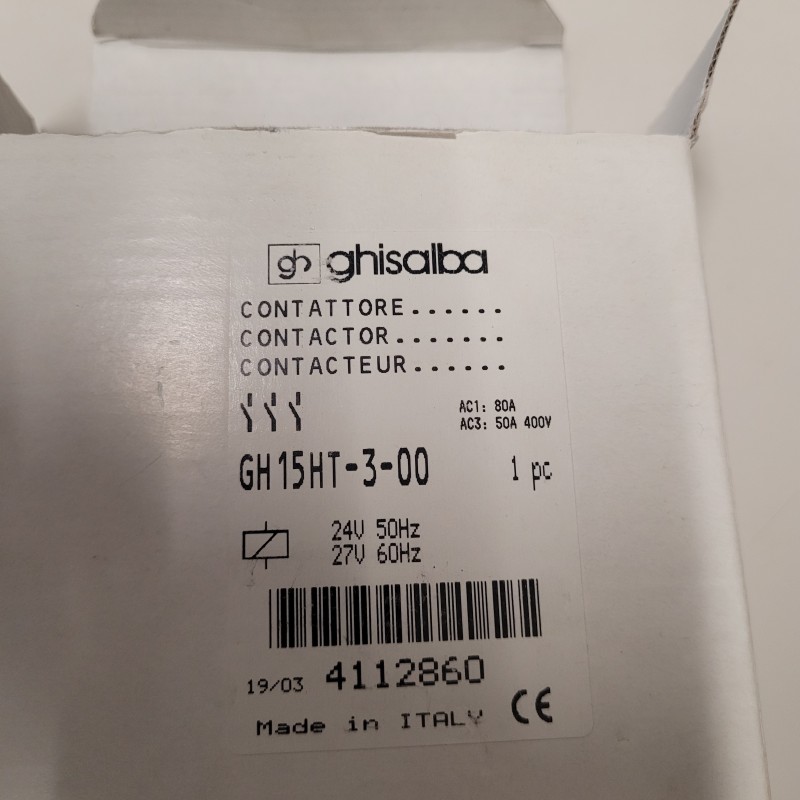 gh ghisalba
CONTATTORE......
CONTACTOR.......
CONTACTEUR......
AC1: 80A
AC3: 50A 400V
GH15HT-3-00 1 pc
24V 50Hz
27V 60Hz
19/03 4112860
Made in ITALY CE